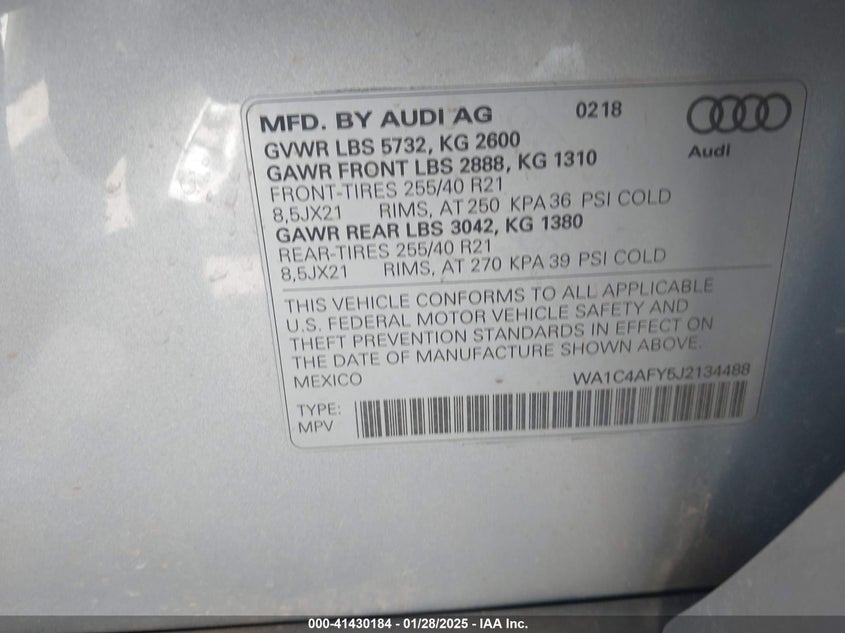 MFD. BY AUDI AG 0218
Audi
GVWR LBS 5732, KG 2600
GAWR FRONT LBS 2888, KG 1310
FRONT-TIRES 255/40 R21
8,5JX21 RIMS, AT 250 KPA 36 PSI COLD
GAWR REAR LBS 3042, KG 1380
REAR-TIRES 255/40 R21
8,5JX21 RIMS, AT 270 KPA 39 PSI COLD
THIS VEHICLE CONFORMS TO ALL APPLICABLE
U.S. FEDERAL MOTOR VEHICLE SAFETY AND
THEFT PREVENTION STANDARDS IN EFFECT ON
THE DATE OF MANUFACTURE SHOWN ABOVE.
MEXICO WA1C4AFY5J2134488
TYPE:
MPV
000-41430184 - 01/28/2025 - IAA Inc.